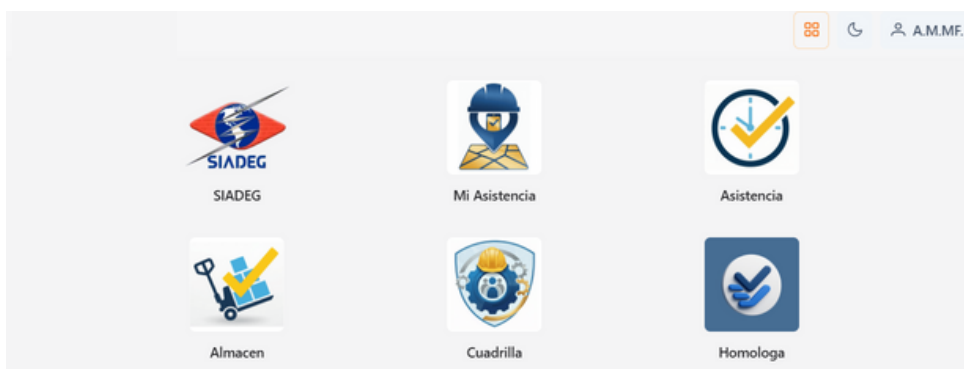 A.M.MF.
SIADEG
SIADEG
Mi Asistencia
Asistencia
Almacen
Cuadrilla
Homologa